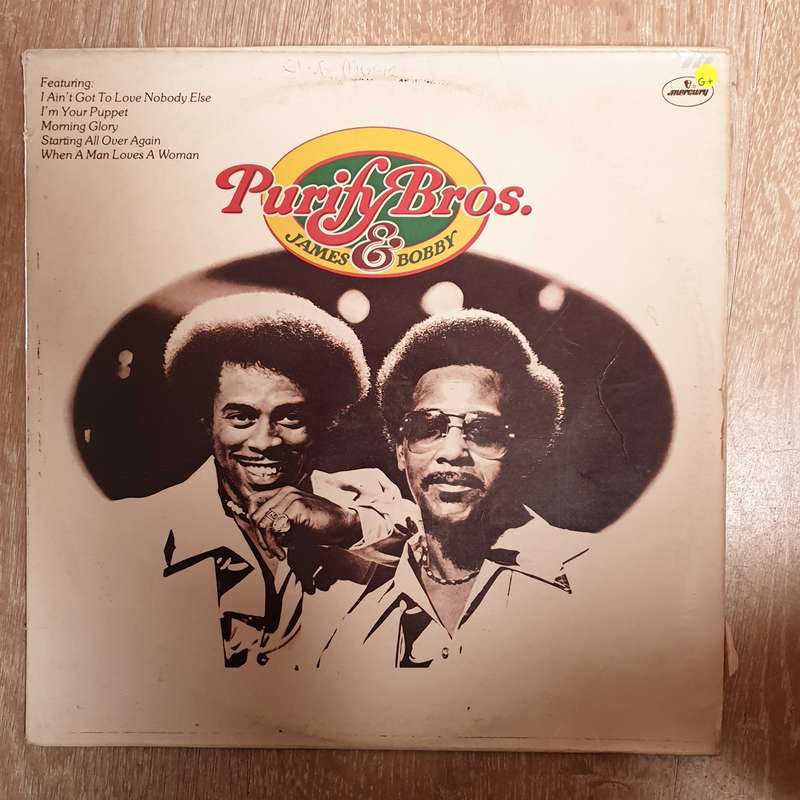 Featuring:
I Ain't Got To Love Nobody Else
I'm Your Puppet
Morning Glory
Starting All Over Again
When A Man Loves A Woman
mercury
G+
Purify Bros.
JAMES & BOBBY